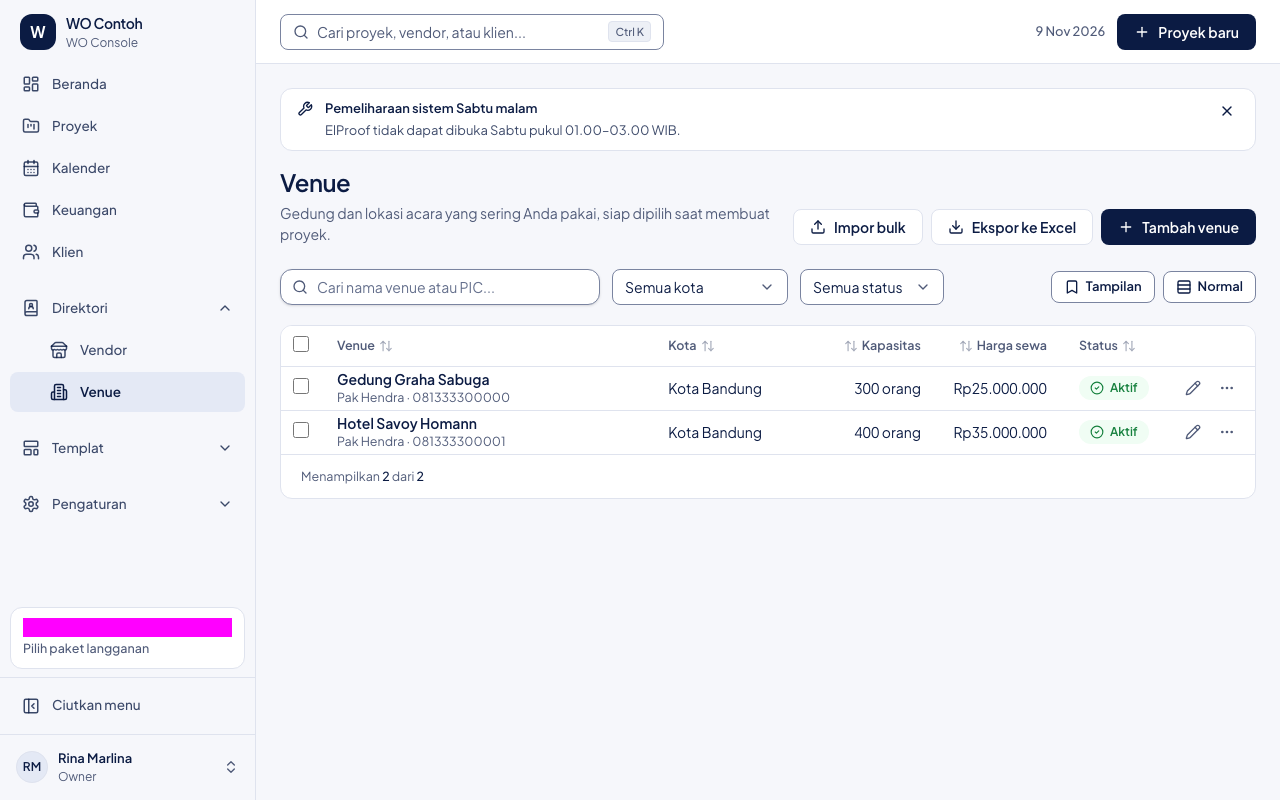 W
WO Contoh
WO Console
Beranda
Proyek
Kalender
Keuangan
Klien
Direktori
Vendor
Venue
Templat
Pengaturan
Pilih paket langganan
Ciutkan menu
RM
Rina Marlina
Owner
Cari proyek, vendor, atau klien...
Ctrl K
9 Nov 2026
Proyek baru
Pemeliharaan sistem Sabtu malam
ElProof tidak dapat dibuka Sabtu pukul 01.00–03.00 WIB.
Venue
Gedung dan lokasi acara yang sering Anda pakai, siap dipilih saat membuat
proyek.
Impor bulk
Ekspor ke Excel
Tambah venue
Cari nama venue atau PIC...
Semua kota
Semua status
Tampilan
Normal
Venue Kota Kapasitas Harga sewa Status
Gedung Graha Sabuga
Pak Hendra · 081333300000
Kota Bandung 300 orang Rp25.000.000 Aktif
Hotel Savoy Homann
Pak Hendra · 081333300001
Kota Bandung 400 orang Rp35.000.000 Aktif
Menampilkan 2 dari 2